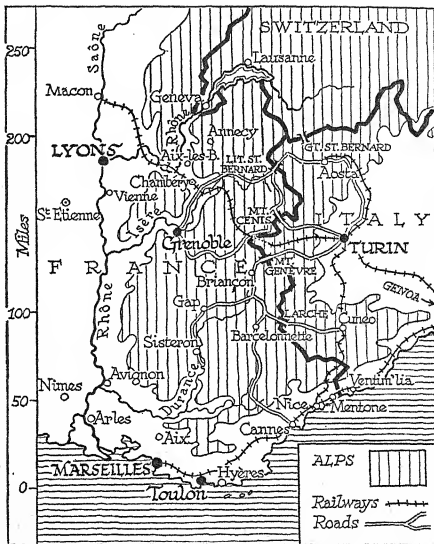 SWITZERLAND
250
Saône
Lausanne
Macon
Geneva
Rhône
Annecy
200
GT. ST. BERNARD
LYONS
Aix-les-B.
LIT. ST. BERNARD
Aosta
Chambery
Vienne
St Etienne
Isère
MT. CENIS
ITALY
Miles
150
Grenoble
TURIN
FRANCE
MT. GENEVRE
Briançon
GENOA
Rhône
100
Gap
LARCHE
Cuneo
Barcelonnette
Sisteron
Durance
Nimes
Avignon
Ventim'lia
50
Nice
Mentone
Arles
Cannes
Aix
MARSEILLES
Hyères
ALPS
0
Toulon
Railways
Roads